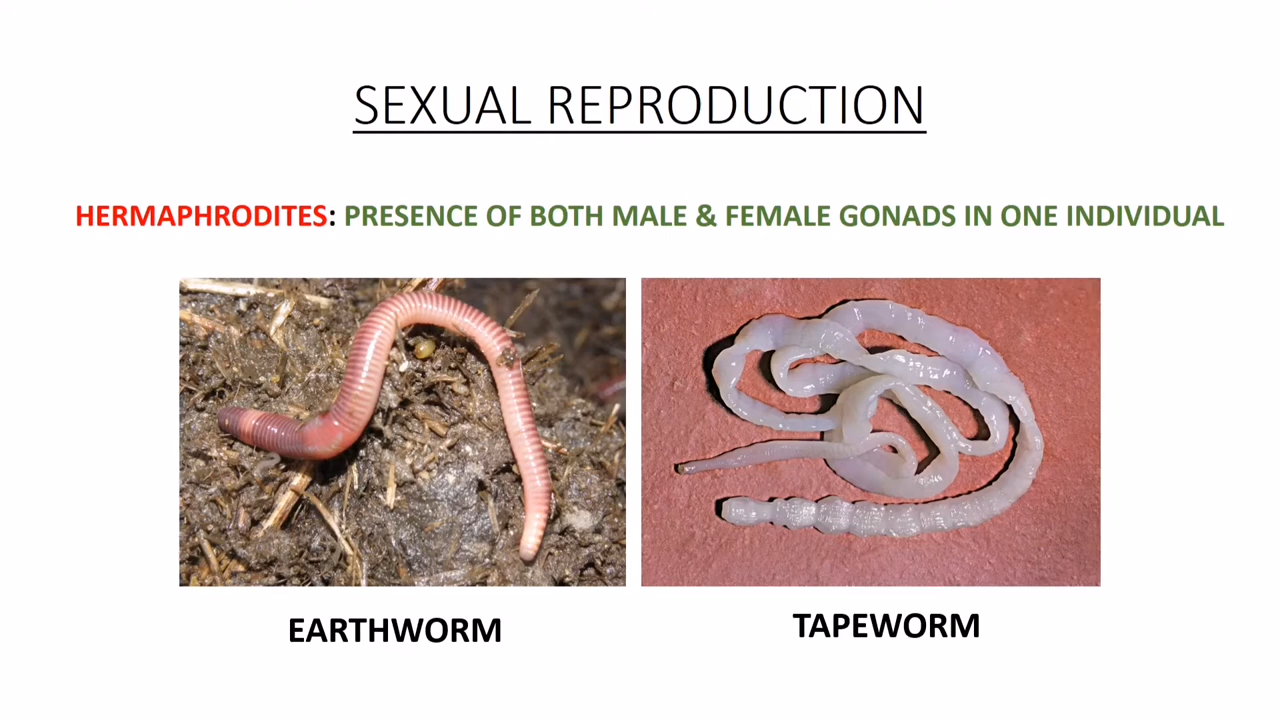 SEXUAL REPRODUCTION
HERMAPHRODITES: PRESENCE OF BOTH MALE & FEMALE GONADS IN ONE INDIVIDUAL
EARTHWORM
TAPEWORM